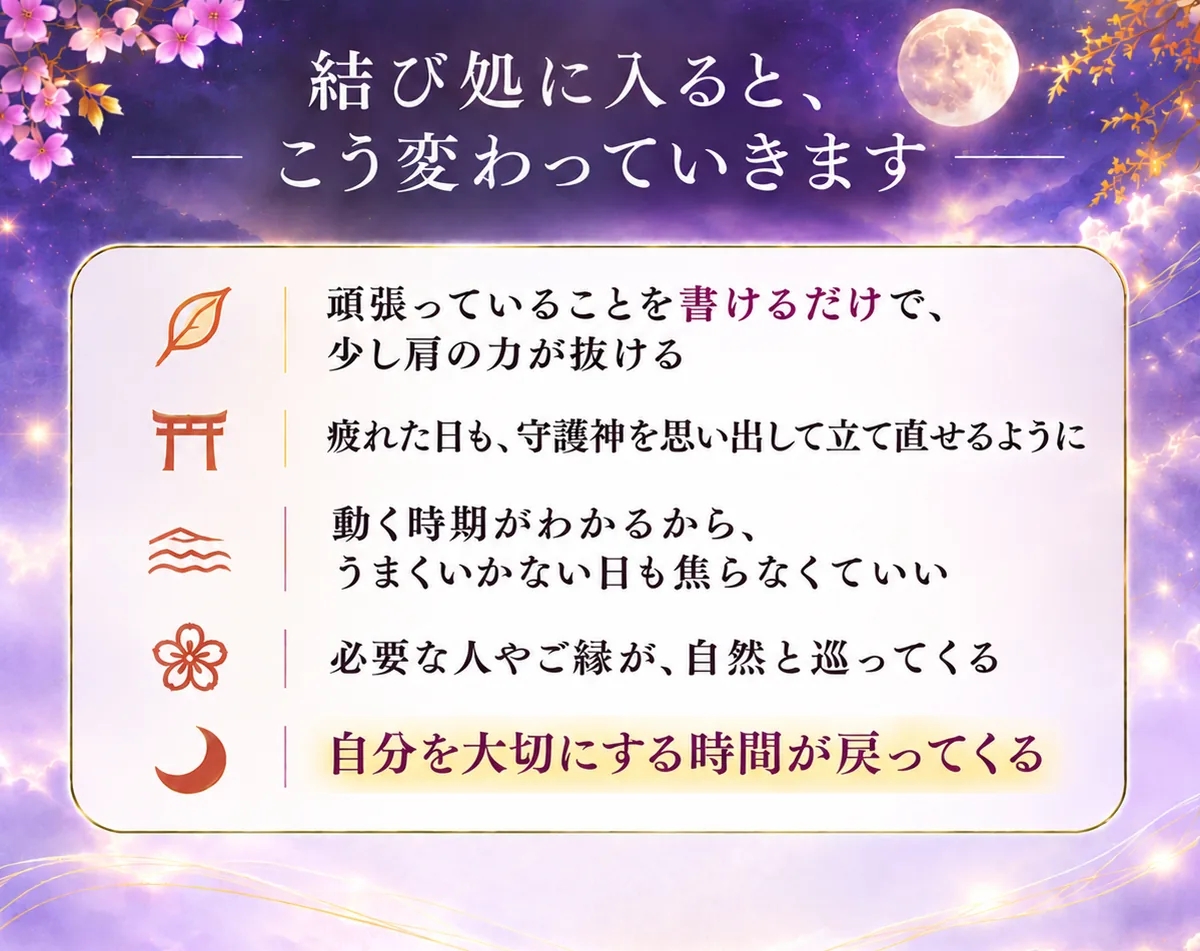 結び処に入ると、
こう変わっていきます
頑張っていることを書けるだけで、
少し肩の力が抜ける
疲れた日も、守護神を思い出して立て直せるように
動く時期がわかるから、
うまくいかない日も焦らなくていい
必要な人やご縁が、自然と巡ってくる
自分を大切にする時間が戻ってくる